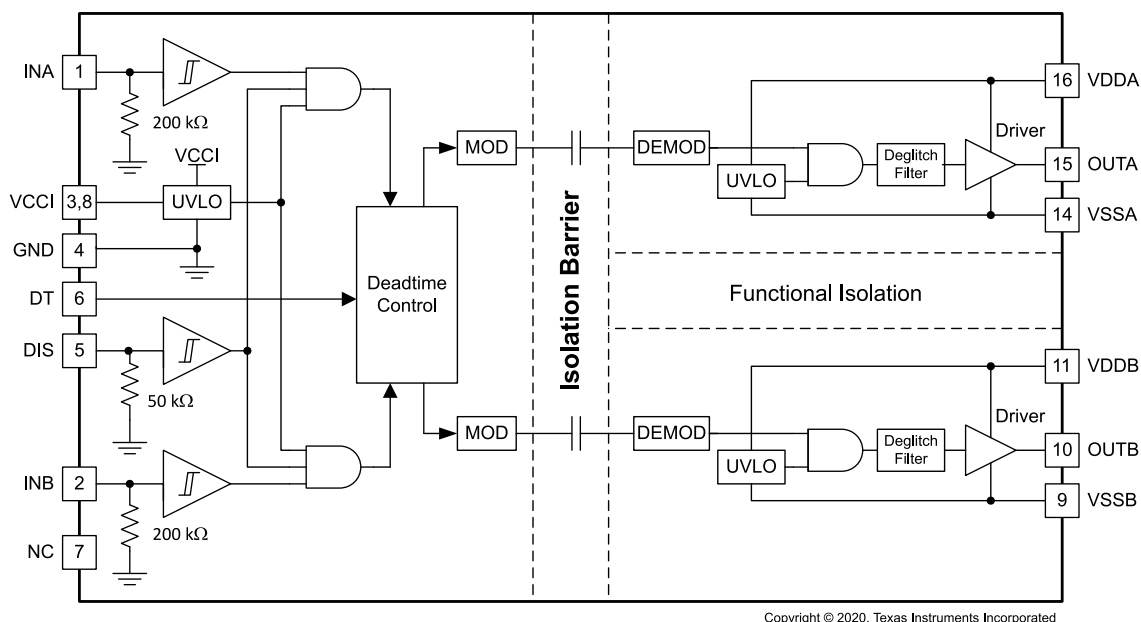 INA
1
200 kΩ
VCCI
VCCI
3,8
UVLO
GND
4
DT
6
DIS
5
50 kΩ
INB
2
200 kΩ
NC
7
Deadtime
Control
MOD
MOD
Isolation Barrier
DEMOD
UVLO
Deglitch
Filter
Driver
16
VDDA
15
OUTA
14
VSSA
Functional Isolation
DEMOD
UVLO
Deglitch
Filter
Driver
11
VDDB
10
OUTB
9
VSSB
Copyright © 2020, Texas Instruments Incorporated